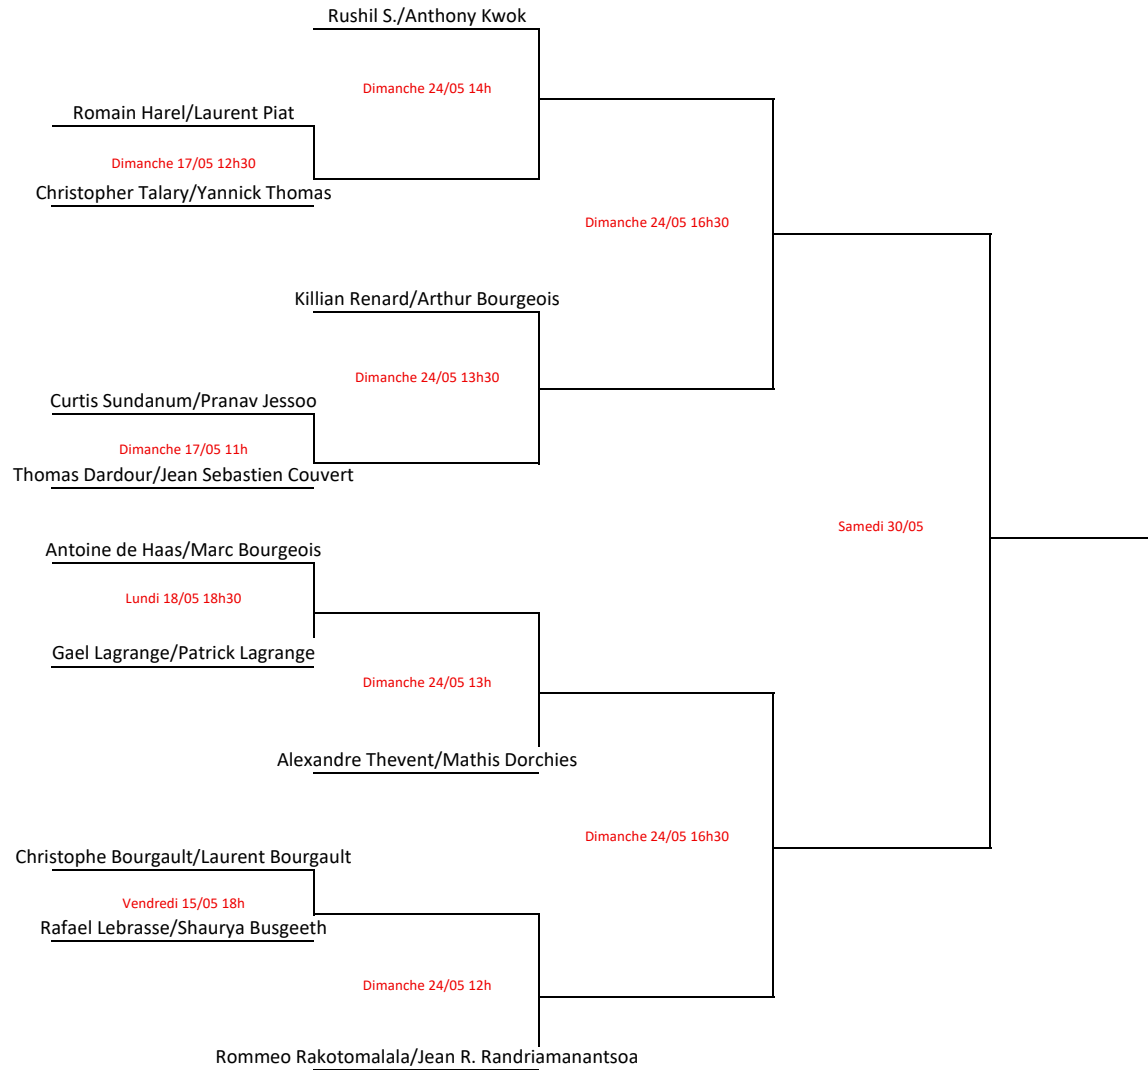 Rushil S./Anthony Kwok
Dimanche 24/05 14h
Romain Harel/Laurent Piat
Dimanche 17/05 12h30
Christopher Talary/Yannick Thomas
Dimanche 24/05 16h30
Killian Renard/Arthur Bourgeois
Dimanche 24/05 13h30
Curtis Sundanum/Pranav Jessoo
Dimanche 17/05 11h
Thomas Dardour/Jean Sebastien Couvert
Samedi 30/05
Antoine de Haas/Marc Bourgeois
Lundi 18/05 18h30
Gael Lagrange/Patrick Lagrange
Dimanche 24/05 13h
Alexandre Thevent/Mathis Dorchies
Dimanche 24/05 16h30
Christophe Bourgault/Laurent Bourgault
Vendredi 15/05 18h
Rafael Lebrasse/Shaurya Busgeeth
Dimanche 24/05 12h
Rommeo Rakotomalala/Jean R. Randriamanantsoa